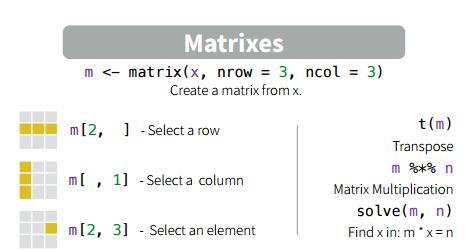 Matrixes
m <- matrix(x, nrow = 3, ncol = 3)
Create a matrix from x.
m[2, ] - Select a row
m[ , 1] - Select a column
m[2, 3] - Select an element
t(m)
Transpose
m %*% n
Matrix Multiplication
solve(m, n)
Find x in: m * x = n